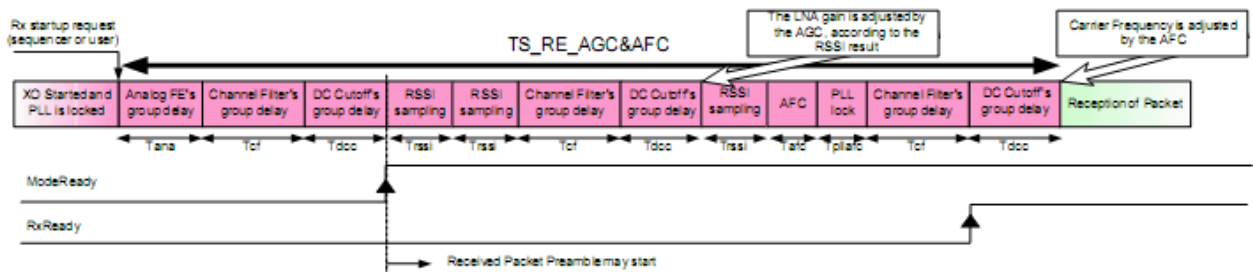 Rx startup request
(sequencer or user)
TS_RE_AGC&AFC
The LNA gain is adjusted by
the AGC, according to the
RSSI result
Carrier Frequency is adjusted
by the AFC
XO Started and
PLL is locked
Analog FE's
group delay
Channel Filter's
group delay
DC Cutoff's
group delay
RSSI
sampling
RSSI
sampling
Channel Filter's
group delay
DC Cutoff's
group delay
RSSI
sampling
AFC
PLL
lock
Channel Filter's
group delay
DC Cutoff's
group delay
Reception of Packet
Tana
Tcf
Tdcc
Trssi
Trssi
Tcf
Tdcc
Trssi
Tafc
Tpllafc
Tcf
Tdcc
ModeReady
RxReady
Received Packet Preamble may start